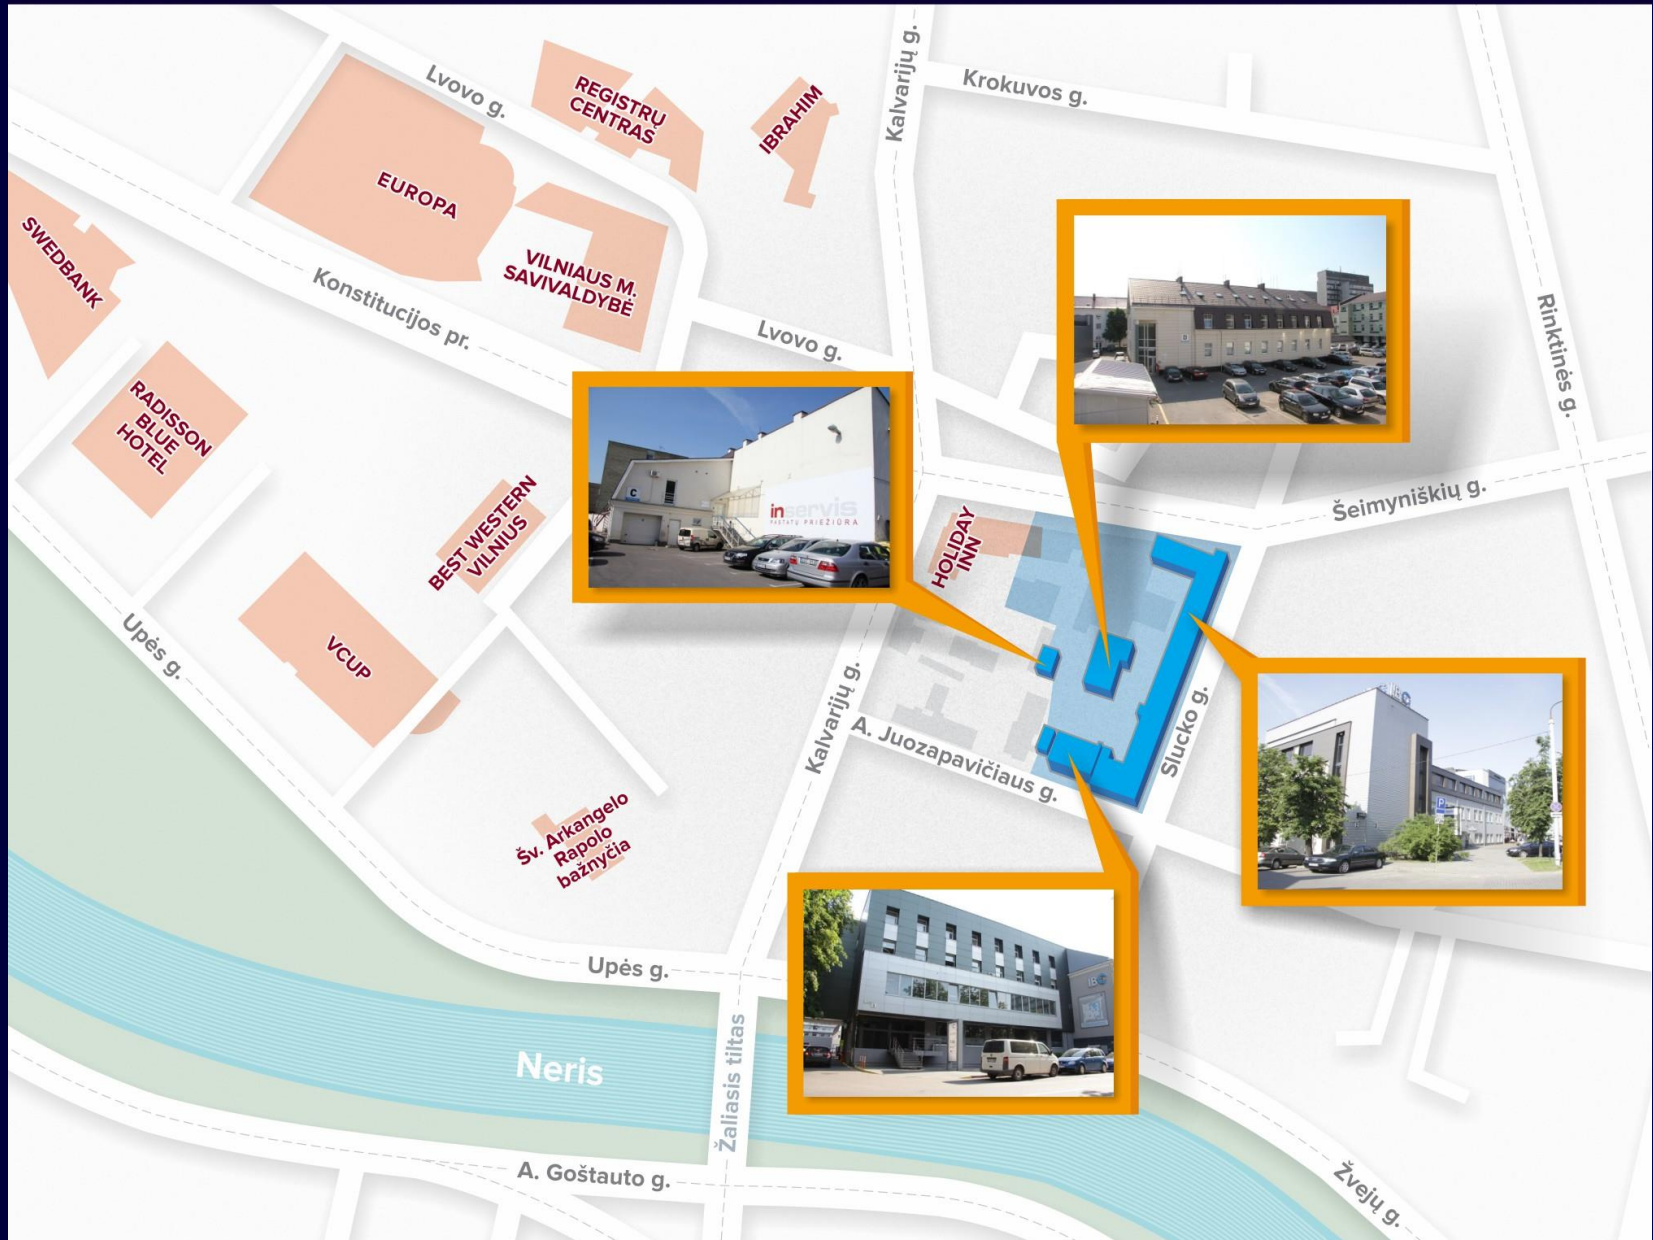 Lvovo g.
REGISTRŲ
CENTRAS
IBRAHIM
Kalvarijų g.
Krokuvos g.
EUROPA
SWEDBANK
VILNIAUS M.
SAVIVALDYBĖ
Konstitucijos pr.
Lvovo g.
Rinktinės g.
RADISSON
BLUE
HOTEL
BEST WESTERN
VILNIUS
C
inservis
PASTATŲ PRIEŽIŪRA
D
Šeimyniškių g.
HOLIDAY
INN
Upės g.
VCUP
Kalvarijų g.
A. Juozapavičiaus g.
Slucko g.
IBC
P
Šv. Arkangelo
Rapolo
bažnyčia
Upės g.
IBC
Neris
Žaliasis tiltas
A. Goštauto g.
Žvejų g.